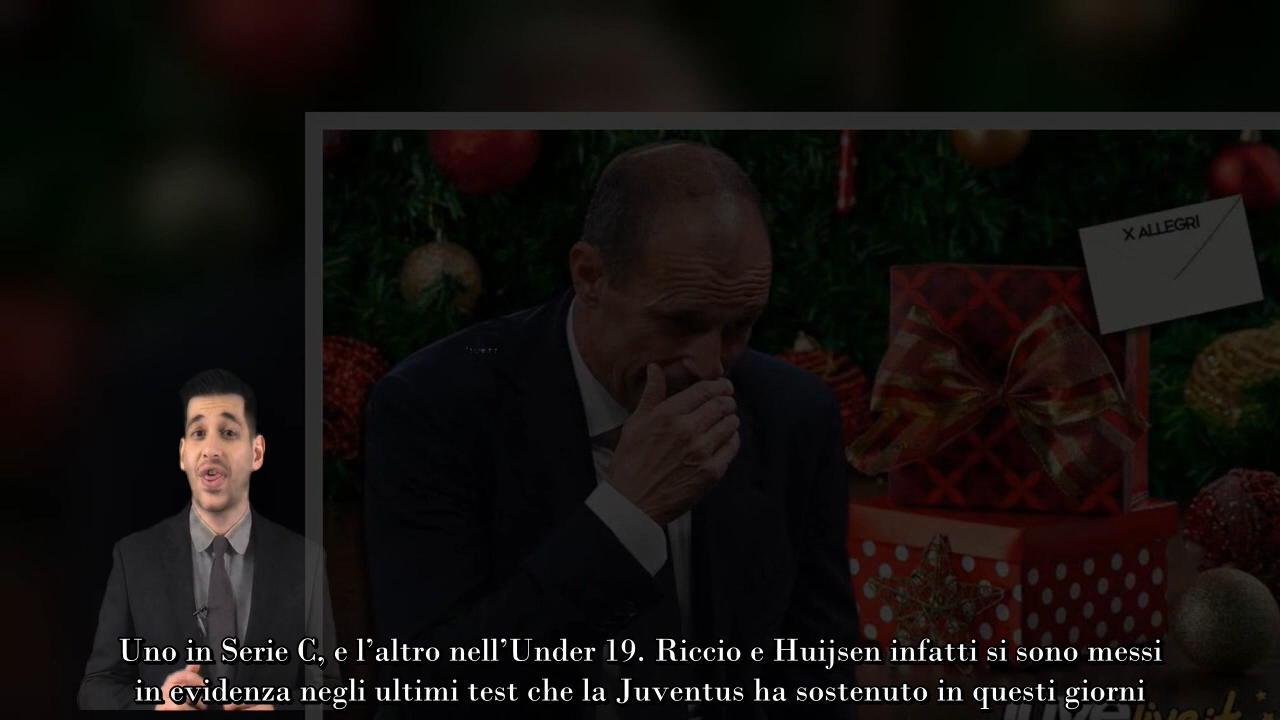 X ALLEGRI
Uno in Serie C, e l'altro nell'Under 19. Riccio e Huijsen infatti si sono messi
in evidenza negli ultimi test che la Juventus ha sostenuto in questi giorni